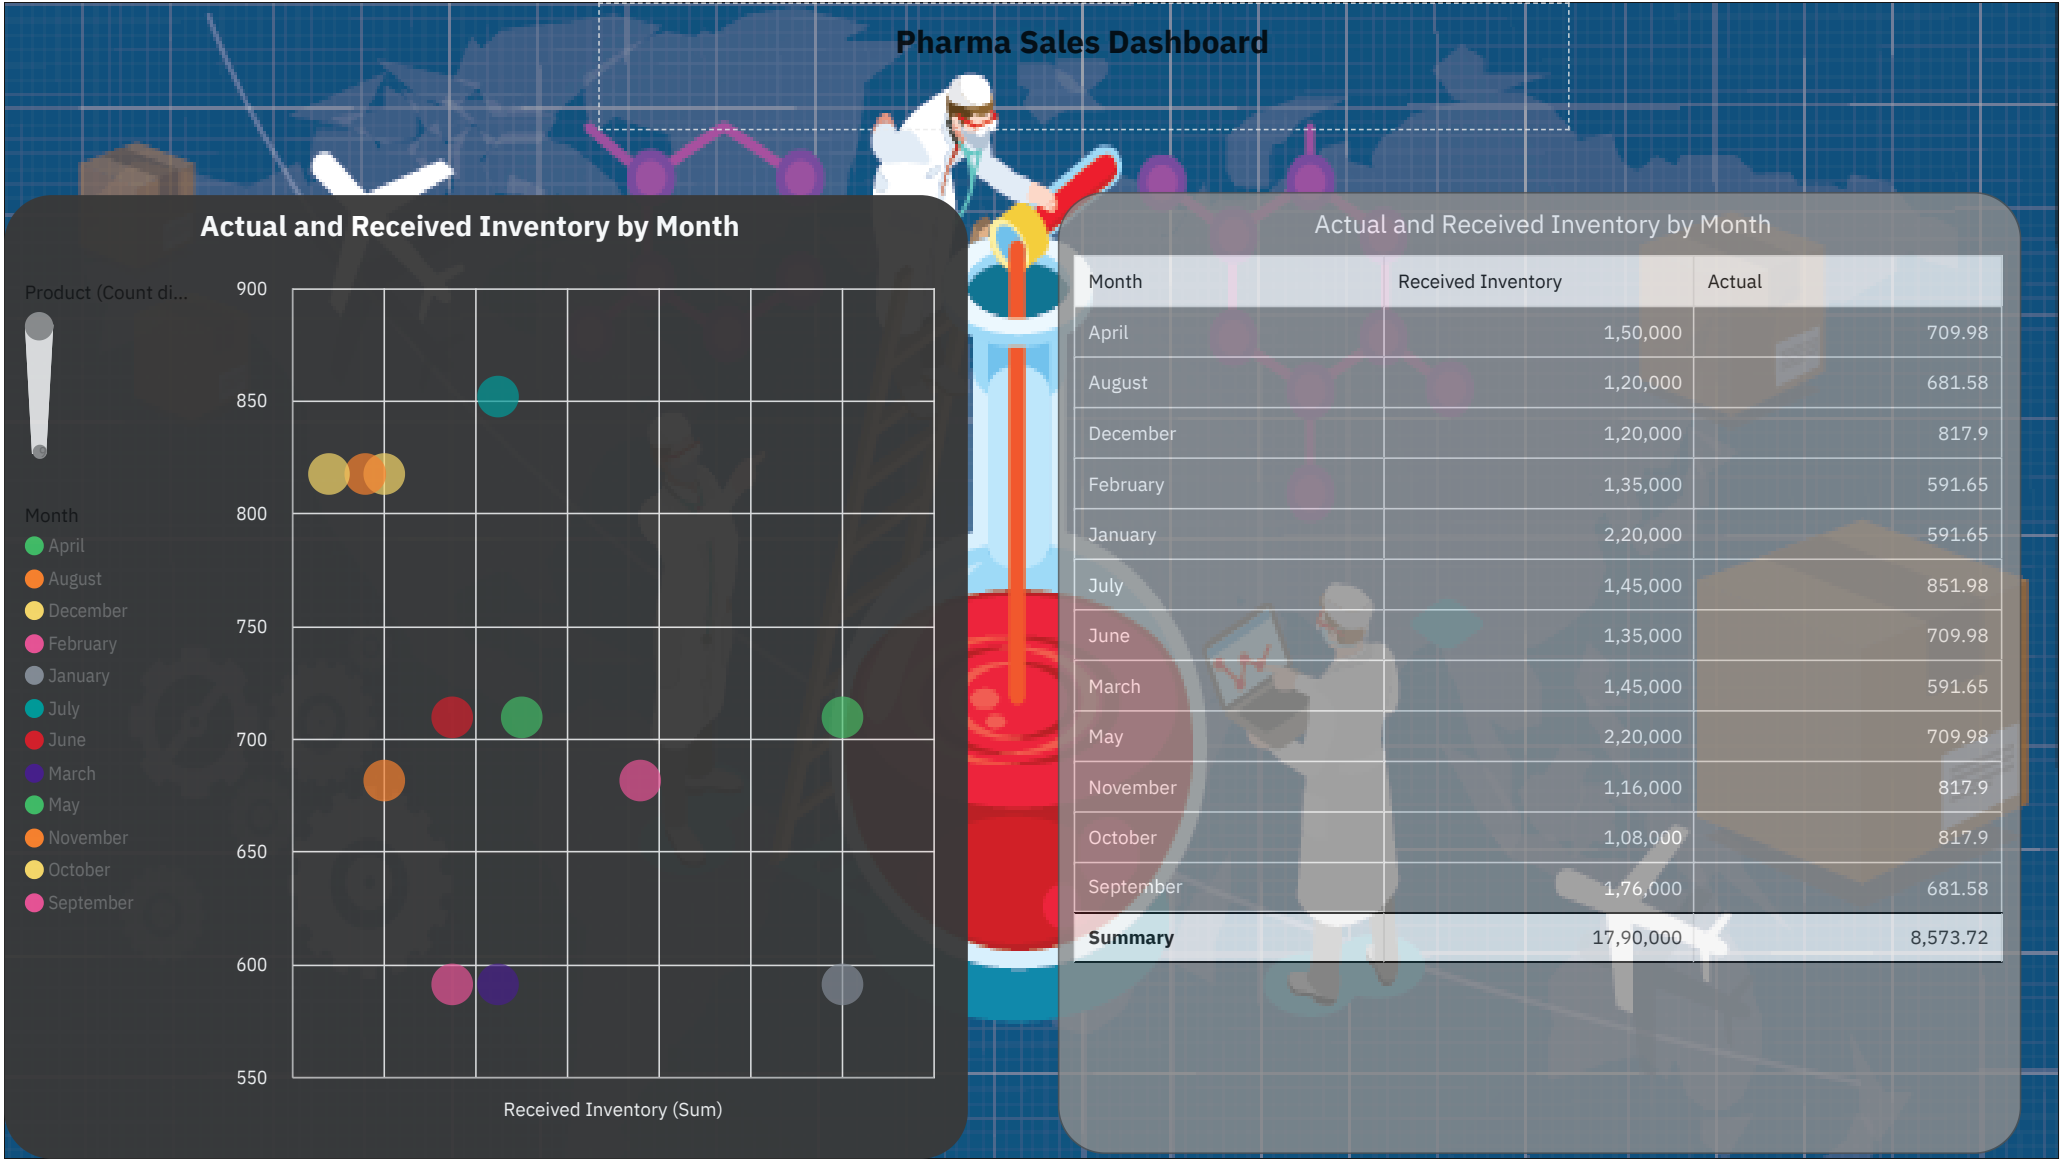 Pharma Sales Dashboard
Actual and Received Inventory by Month
Product (Count di...
900
850
800
750
700
650
600
550
Month
April
August
December
February
January
July
June
March
May
November
October
September
Received Inventory (Sum)
Actual and Received Inventory by Month
Month Received Inventory Actual
April 1,50,000 709.98
August 1,20,000 681.58
December 1,20,000 817.9
February 1,35,000 591.65
January 2,20,000 591.65
July 1,45,000 851.98
June 1,35,000 709.98
March 1,45,000 591.65
May 2,20,000 709.98
November 1,16,000 817.9
October 1,08,000 817.9
September 1,76,000 681.58
Summary 17,90,000 8,573.72